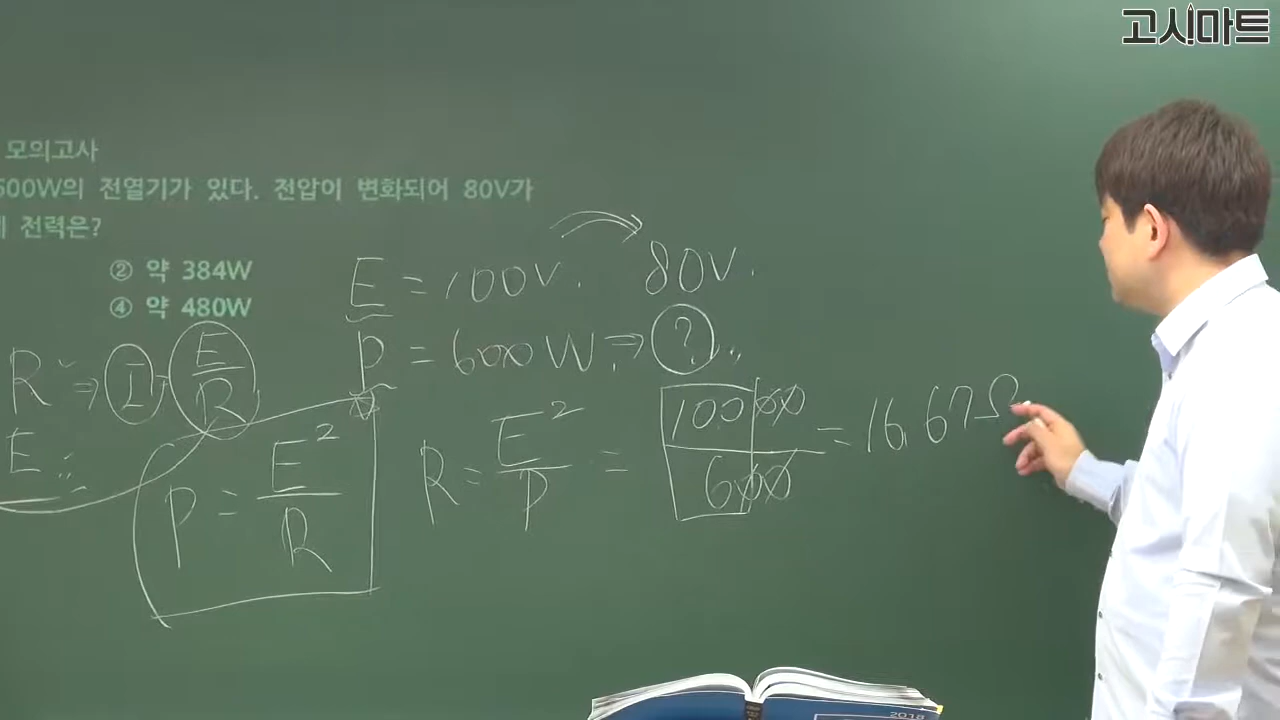 고시마트
모의고사
600W의 전열기가 있다. 전압이 변화되어 80V가
전력은?
② 약 384W
④ 약 480W
E = 100V. 80V.
P = 600W ⇒ ?
R ⇒ I = E/R
E
P = E²/R
R = E²/P = 10000/600 = 16.67Ω
2018